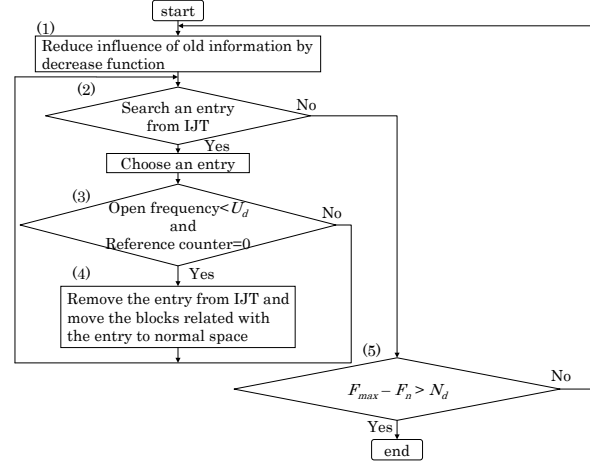 start
(1)
Reduce influence of old information by
decrease function
(2)
No
Search an entry
from IJT
Yes
Choose an entry
(3)
Open frequency<U_d
and
Reference counter=0
No
Yes
(4)
Remove the entry from IJT and
move the blocks related with
the entry to normal space
(5)
F_max – F_n > N_d
No
Yes
end